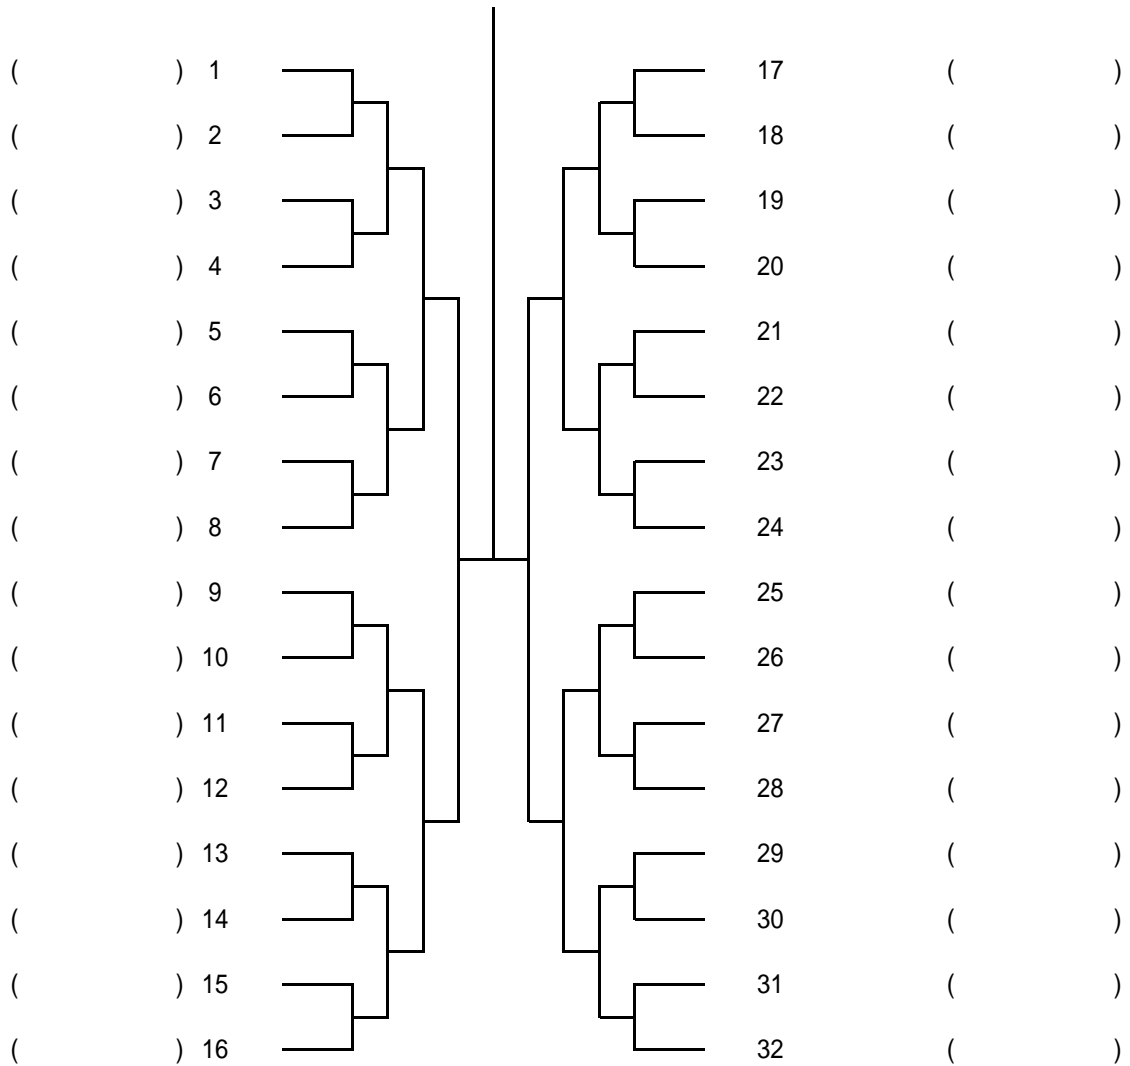 ( ) 1 17 ( )
( ) 2 18 ( )
( ) 3 19 ( )
( ) 4 20 ( )
( ) 5 21 ( )
( ) 6 22 ( )
( ) 7 23 ( )
( ) 8 24 ( )
( ) 9 25 ( )
( ) 10 26 ( )
( ) 11 27 ( )
( ) 12 28 ( )
( ) 13 29 ( )
( ) 14 30 ( )
( ) 15 31 ( )
( ) 16 32 ( )